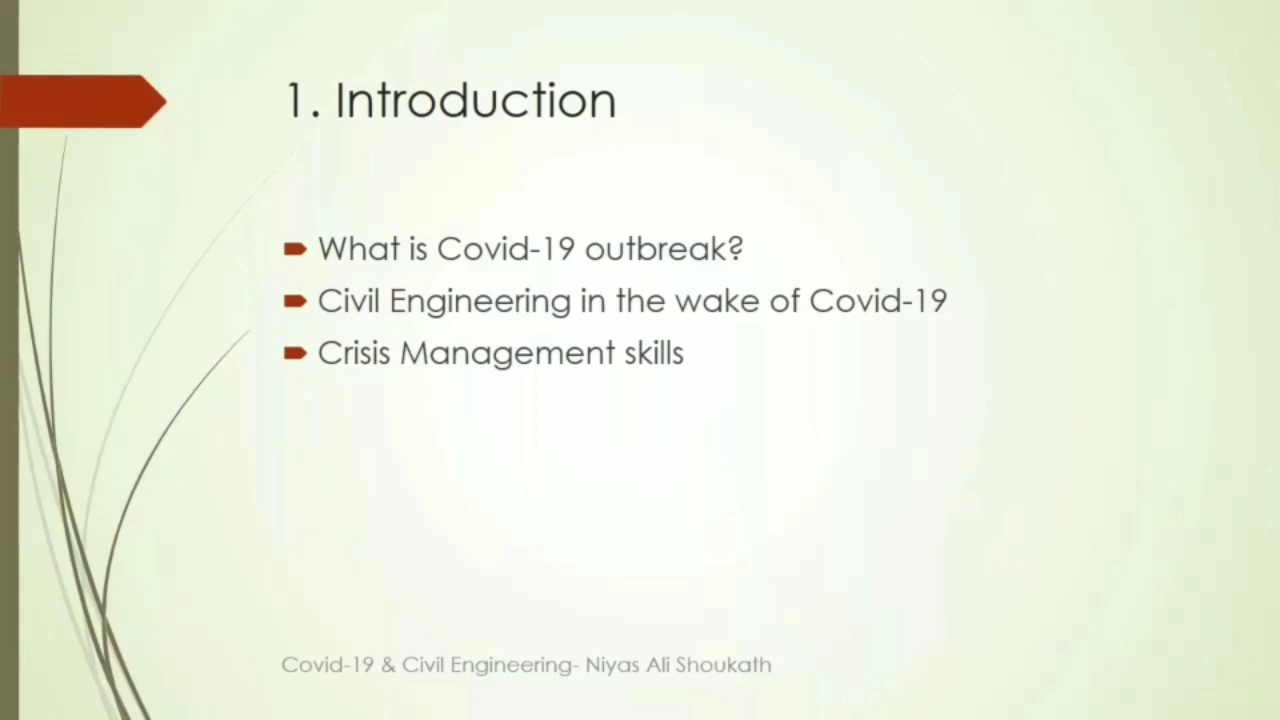 1. Introduction
What is Covid-19 outbreak?
Civil Engineering in the wake of Covid-19
Crisis Management skills
Covid-19 & Civil Engineering- Niyas Ali Shoukath